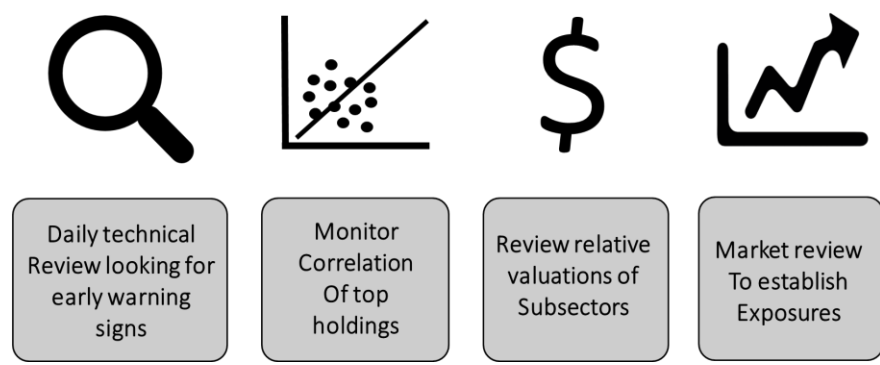 Daily technical
Review looking for
early warning
signs
Monitor
Correlation
Of top
holdings
Review relative
valuations of
Subsectors
Market review
To establish
Exposures